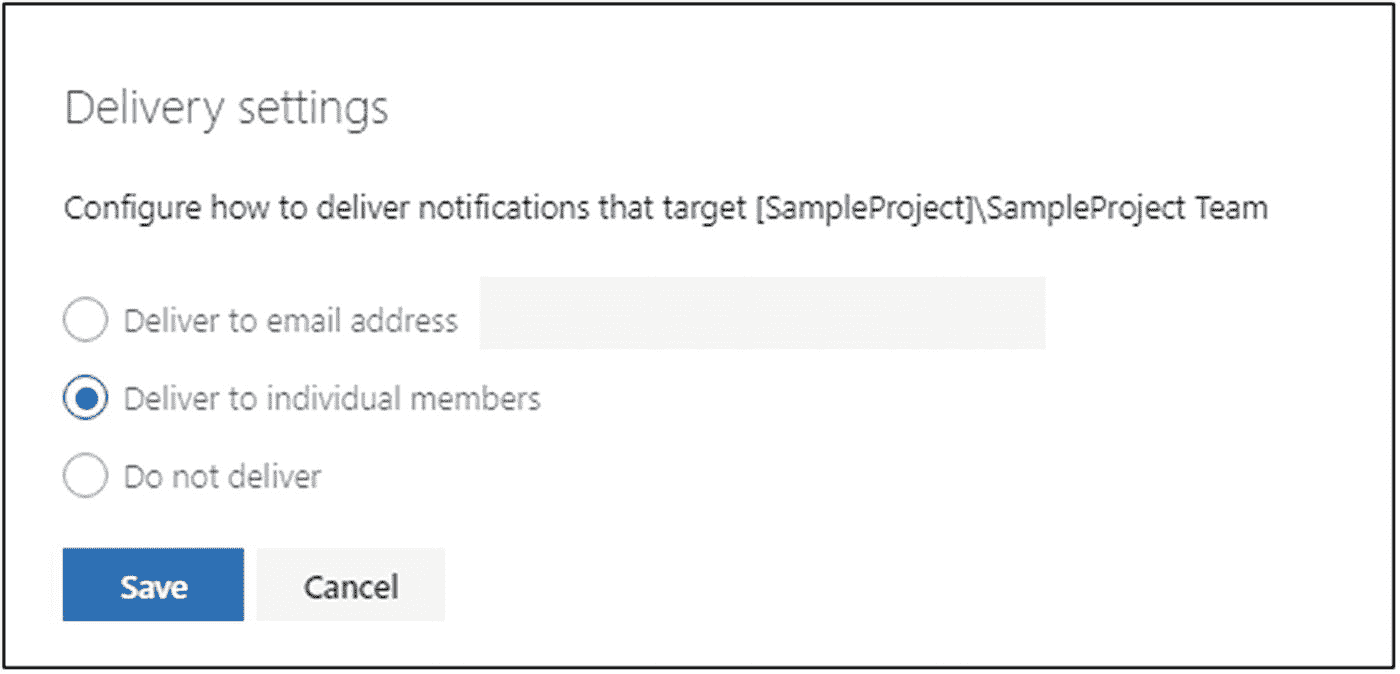 Delivery settings
Configure how to deliver notifications that target [SampleProject]\SampleProject Team
Deliver to email address
Deliver to individual members
Do not deliver
Save Cancel